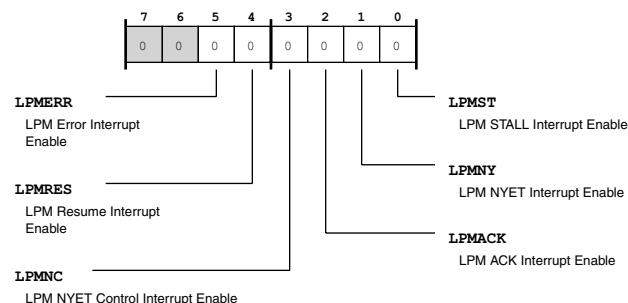 7 6 5 4 3 2 1 0
0 0 0 0 0 0 0 0
LPMERR
LPM Error Interrupt
Enable
LPMRES
LPM Resume Interrupt
Enable
LPMNC
LPM NYET Control Interrupt Enable
LPMST
LPM STALL Interrupt Enable
LPMNY
LPM NYET Interrupt Enable
LPMACK
LPM ACK Interrupt Enable